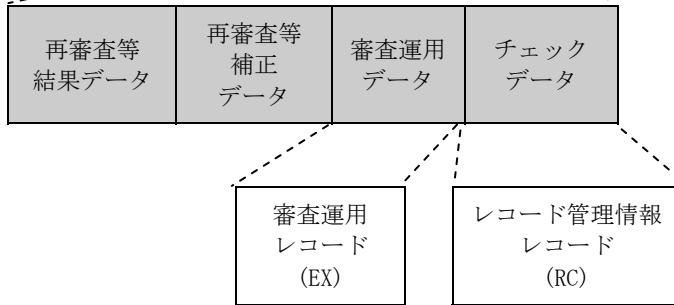 再審査等
結果データ
再審査等
補正
データ
審査運用
データ
チェック
データ
審査運用
レコード
(EX)
レコード管理情報
レコード
(RC)